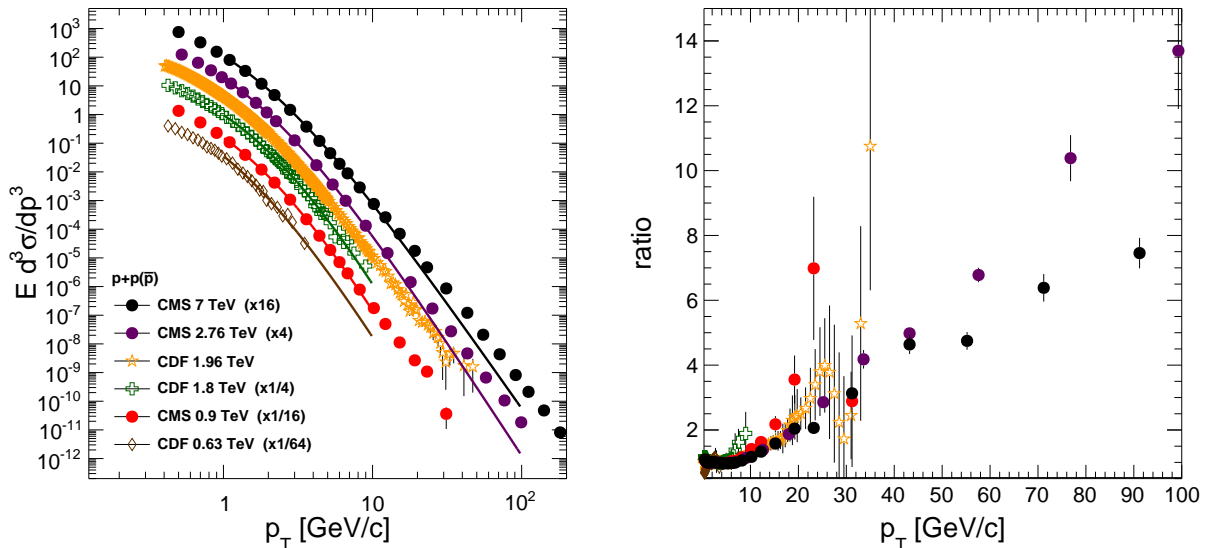 E d³σ/dp³
10³
10²
10
1
10⁻¹
10⁻²
10⁻³
10⁻⁴
10⁻⁵
10⁻⁶
10⁻⁷
10⁻⁸
10⁻⁹
10⁻¹⁰
10⁻¹¹
10⁻¹²
p+p(p̅)
CMS 7 TeV (x16)
CMS 2.76 TeV (x4)
CDF 1.96 TeV
CDF 1.8 TeV (x1/4)
CMS 0.9 TeV (x1/16)
CDF 0.63 TeV (x1/64)
1 10 10²
p_T [GeV/c]
ratio
14
12
10
8
6
4
2
10 20 30 40 50 60 70 80 90 100
p_T [GeV/c]